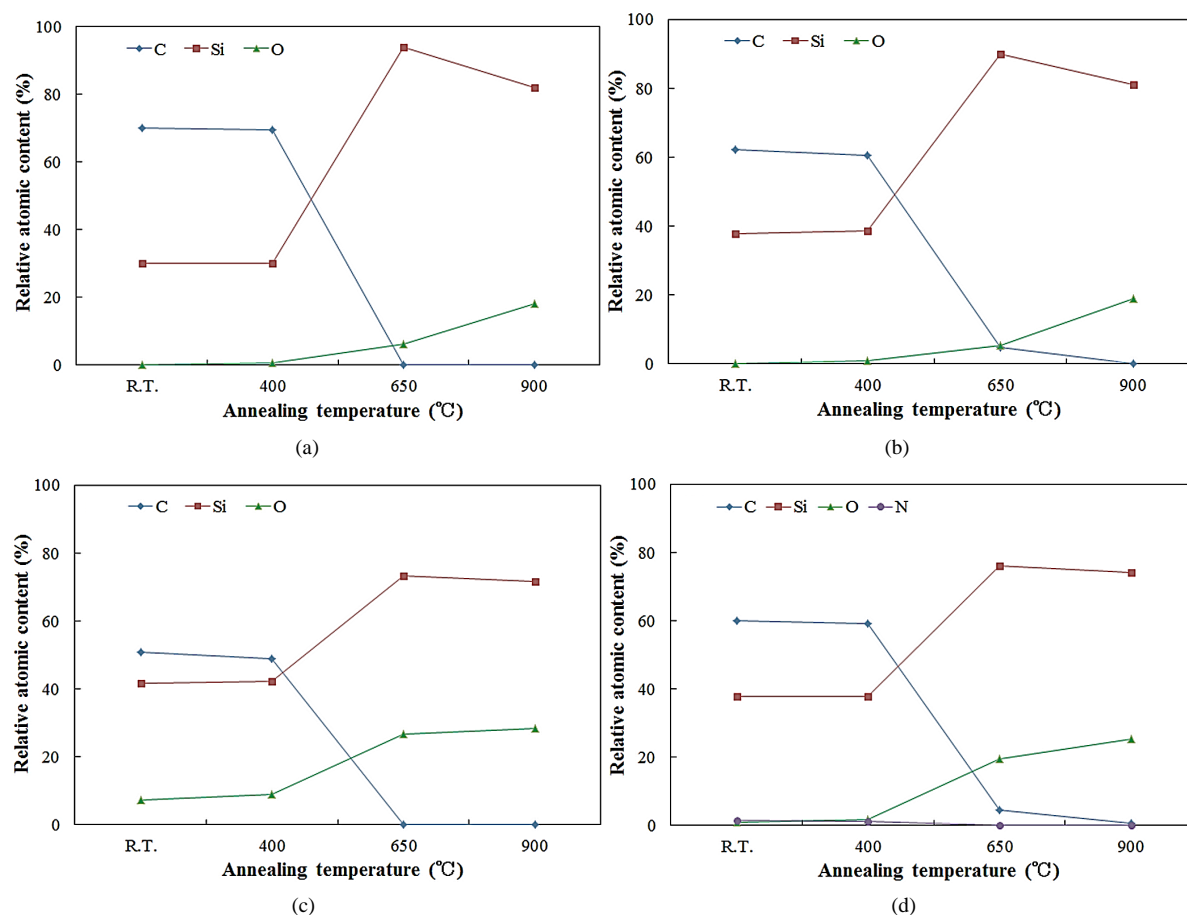 100
80
60
40
20
0
Relative atomic content (%)
C Si O
R.T. 400 650 900
Annealing temperature (℃)
(a)
100
80
60
40
20
0
Relative atomic content (%)
C Si O
R.T. 400 650 900
Annealing temperature (℃)
(b)
100
80
60
40
20
0
Relative atomic content (%)
C Si O
R.T. 400 650 900
Annealing temperature (℃)
(c)
100
80
60
40
20
0
Relative atomic content (%)
C Si O N
R.T. 400 650 900
Annealing temperature (℃)
(d)